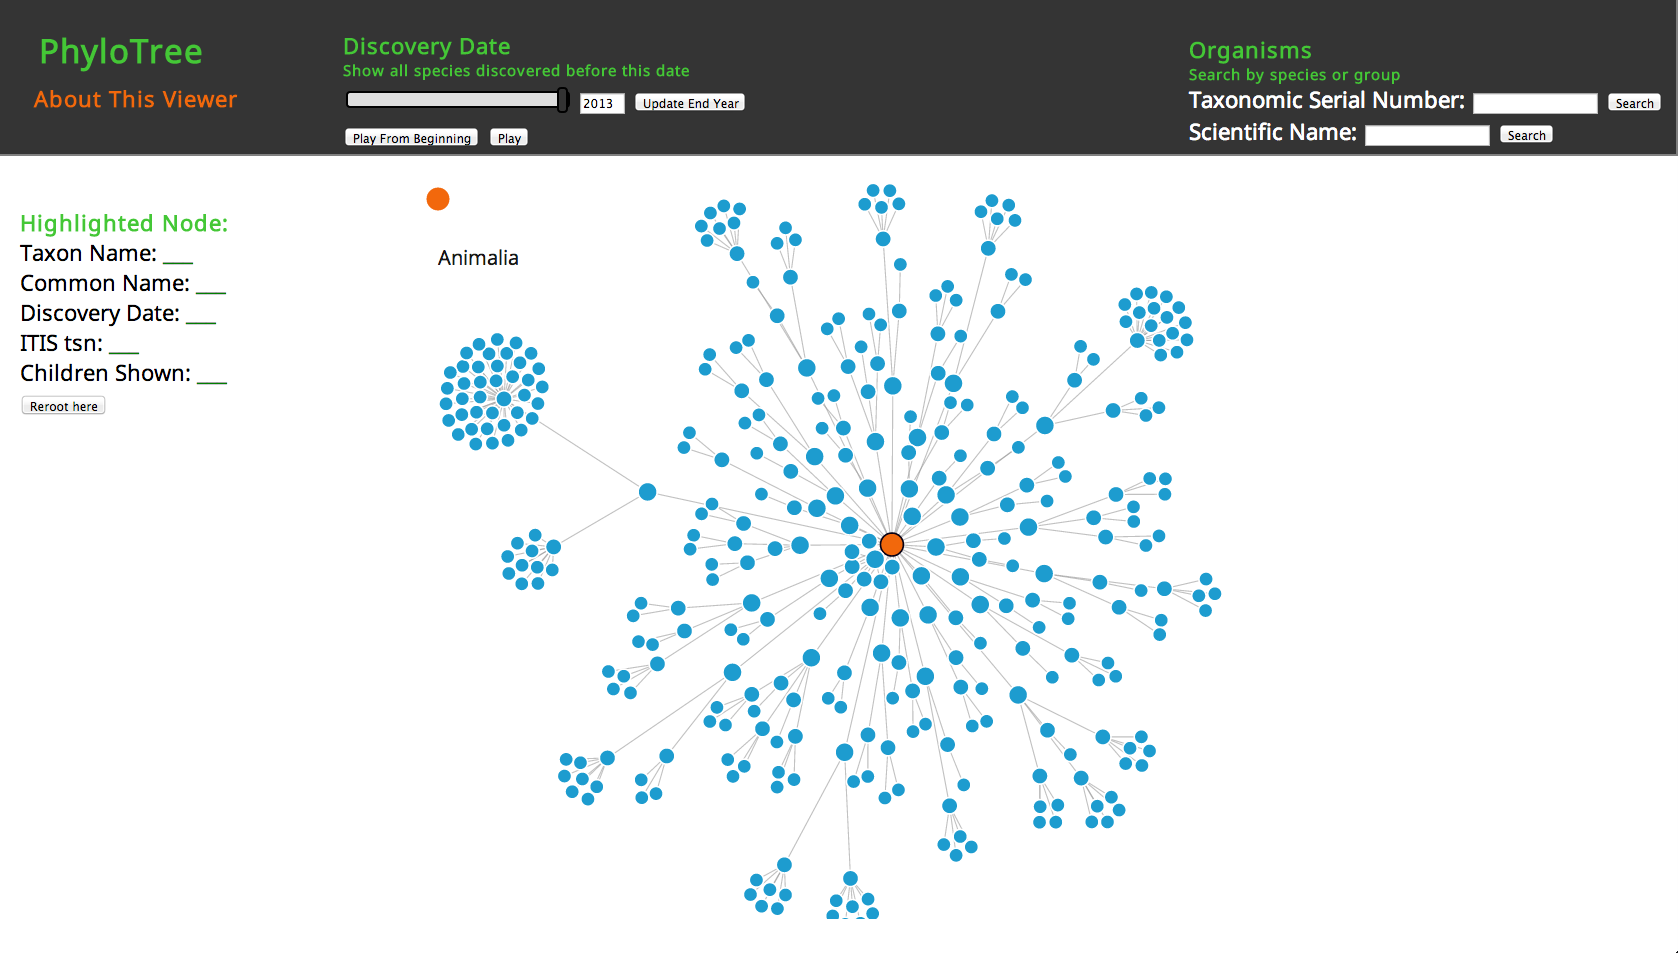 PhyloTree
About This Viewer
Discovery Date
Show all species discovered before this date
2013
Update End Year
Play From Beginning
Play
Organisms
Search by species or group
Taxonomic Serial Number:
Search
Scientific Name:
Search
Highlighted Node:
Taxon Name: ___
Common Name: ___
Discovery Date: ___
ITIS tsn: ___
Children Shown: ___
Reroot here
Animalia